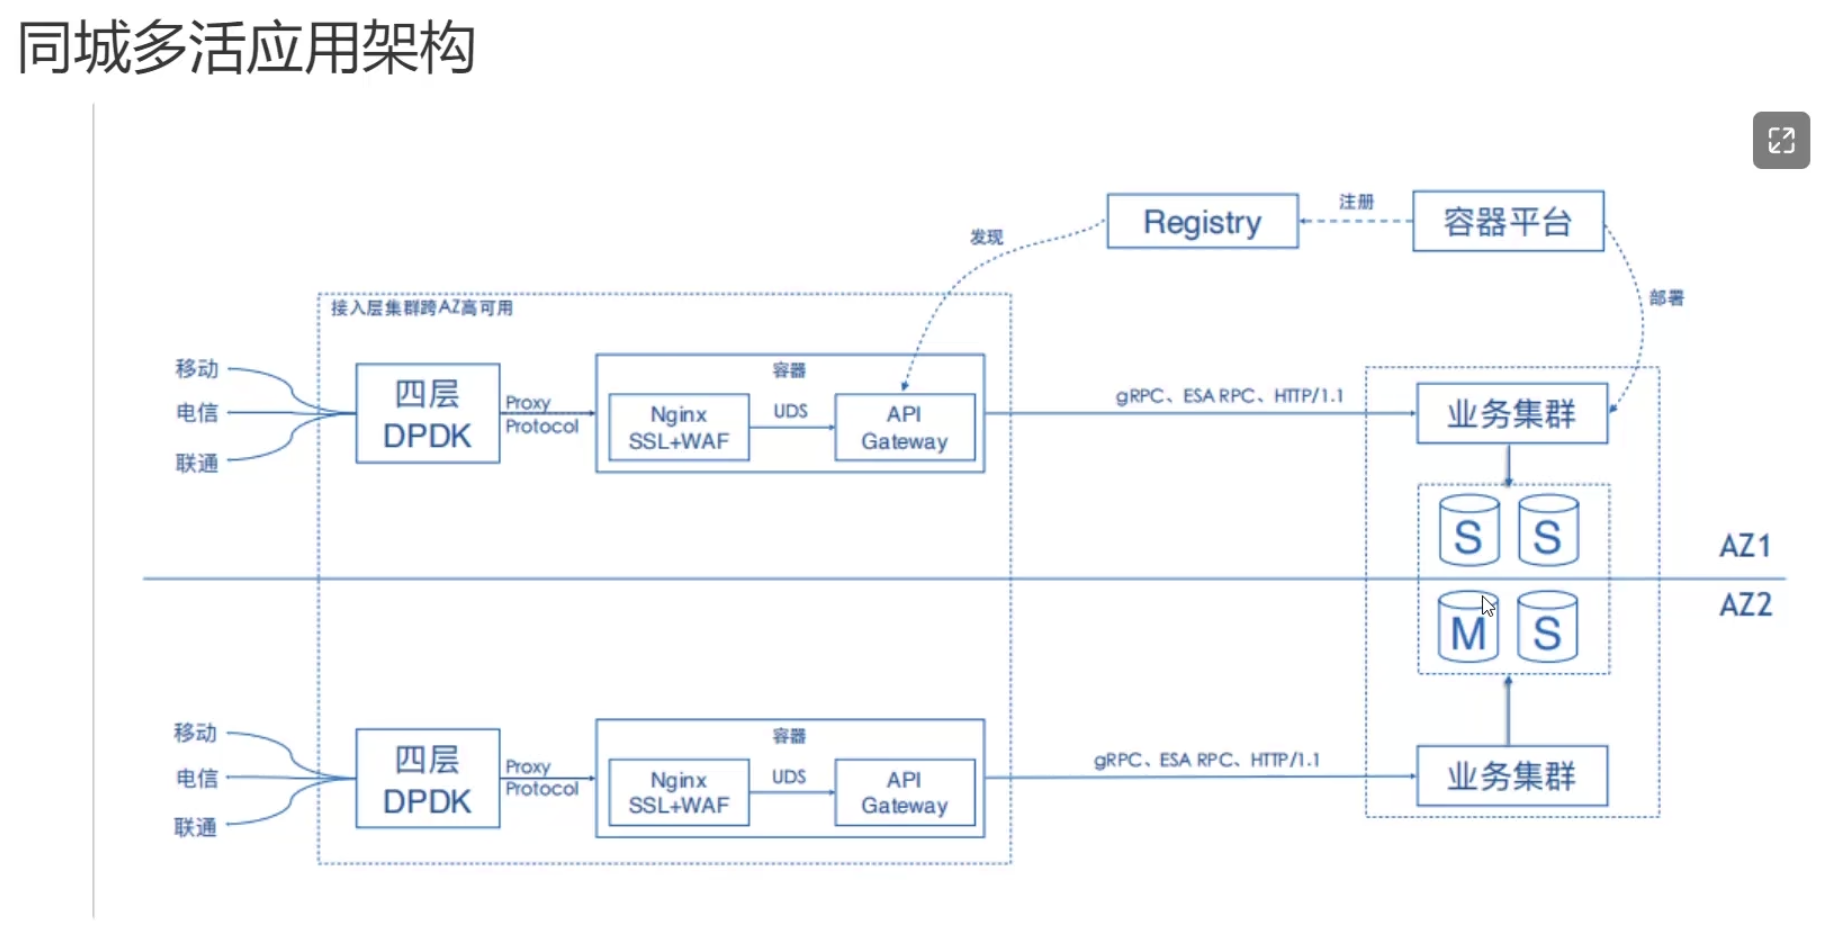 同城多活应用架构
Registry
注册
容器平台
发现
部署
接入层集群跨AZ高可用
移动
电信
联通
四层
DPDK
Proxy
Protocol
容器
Nginx
SSL+WAF
UDS
API
Gateway
gRPC、ESA RPC、HTTP/1.1
业务集群
S
S
AZ1
AZ2
M
S
移动
电信
联通
四层
DPDK
Proxy
Protocol
容器
Nginx
SSL+WAF
UDS
API
Gateway
gRPC、ESA RPC、HTTP/1.1
业务集群